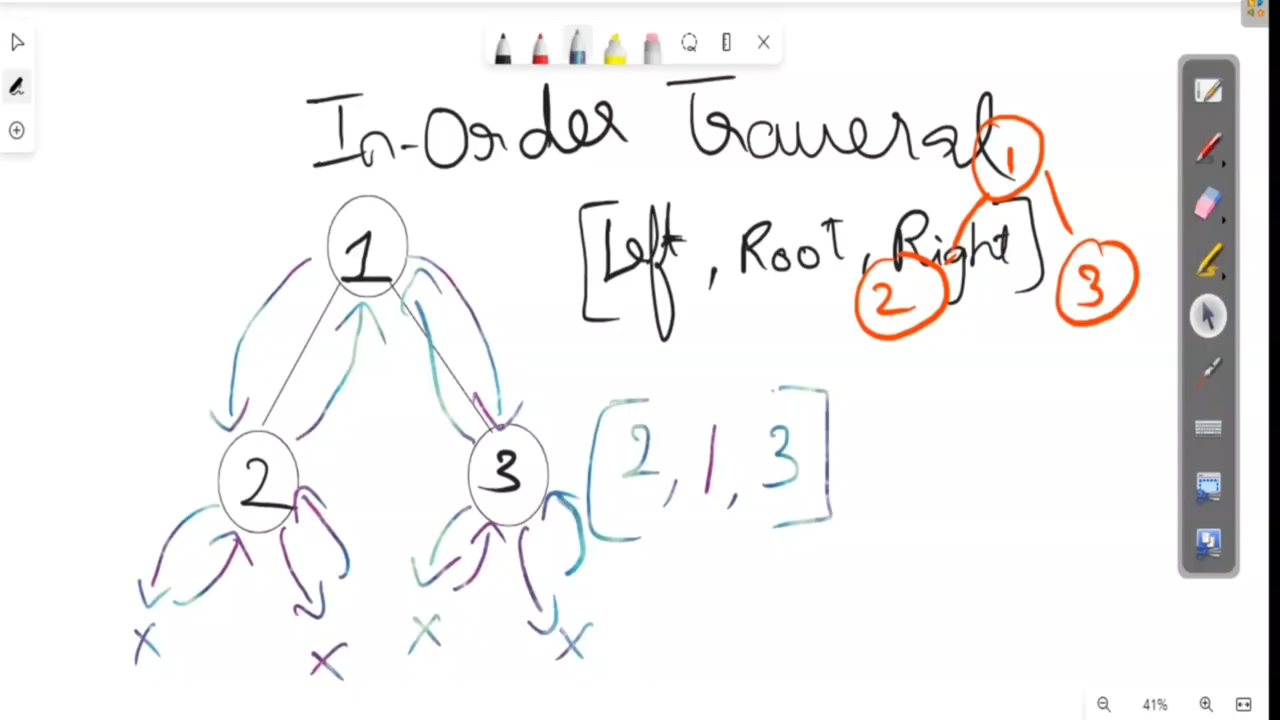 In-Order Traversal
[Left, Root, Right]
1
2 3
1
2 3
[2, 1, 3]
X X X X
41%